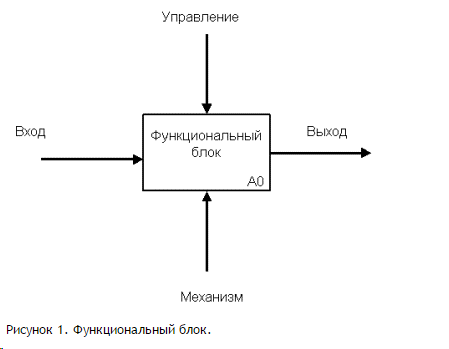 Управление
Вход
Функциональный
блок
Выход
A0
Механизм
Рисунок 1. Функциональный блок.